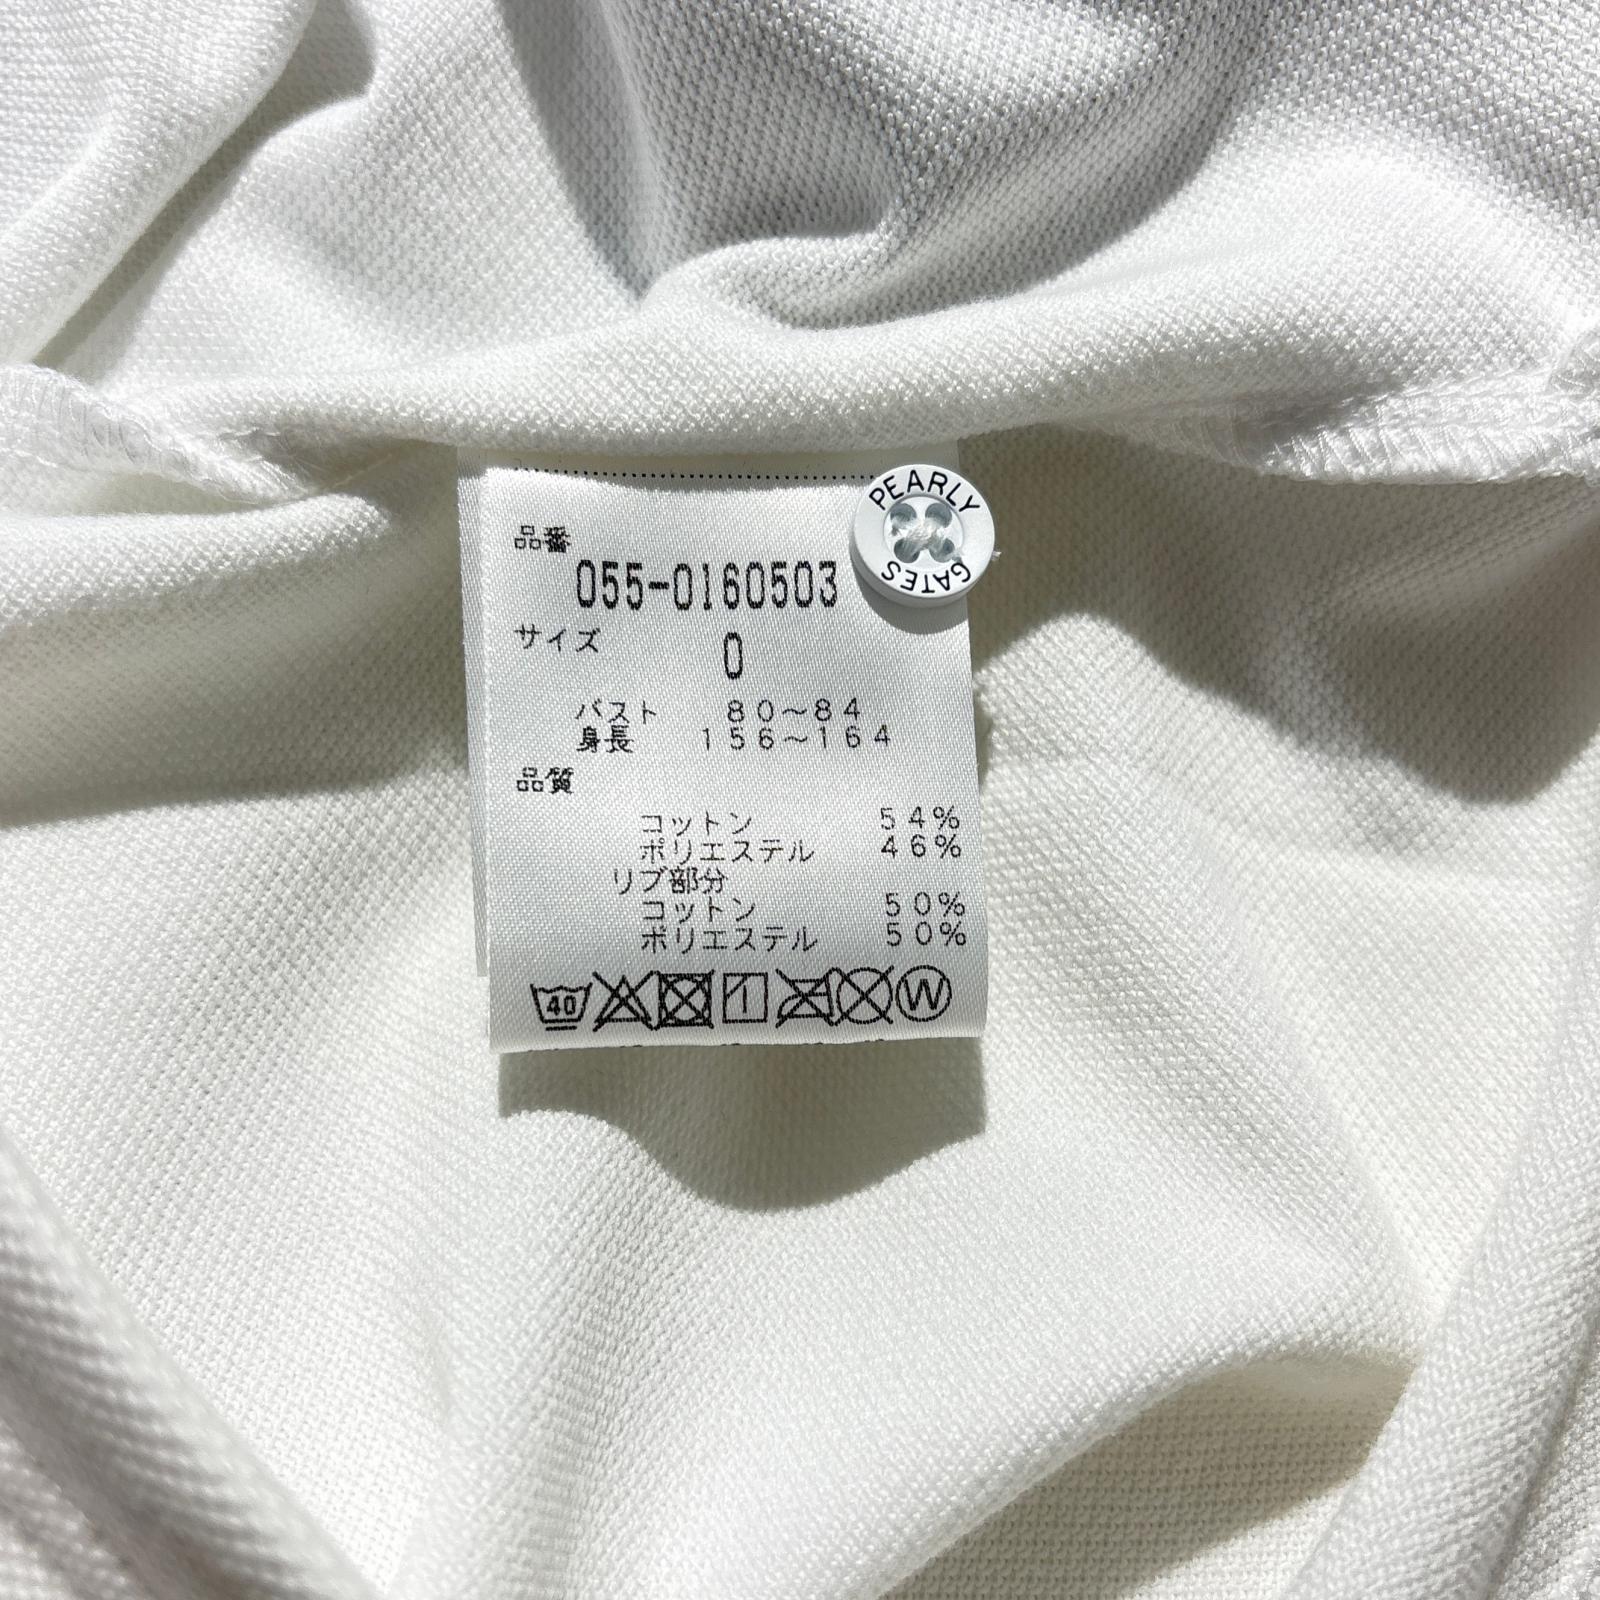 PEARLY
GATES
品番
055-0160503
サイズ
0
バスト 80～84
身長 156～164
品質
コットン 54%
ポリエステル 46%
リブ部分
コットン 50%
ポリエステル 50%
40
W